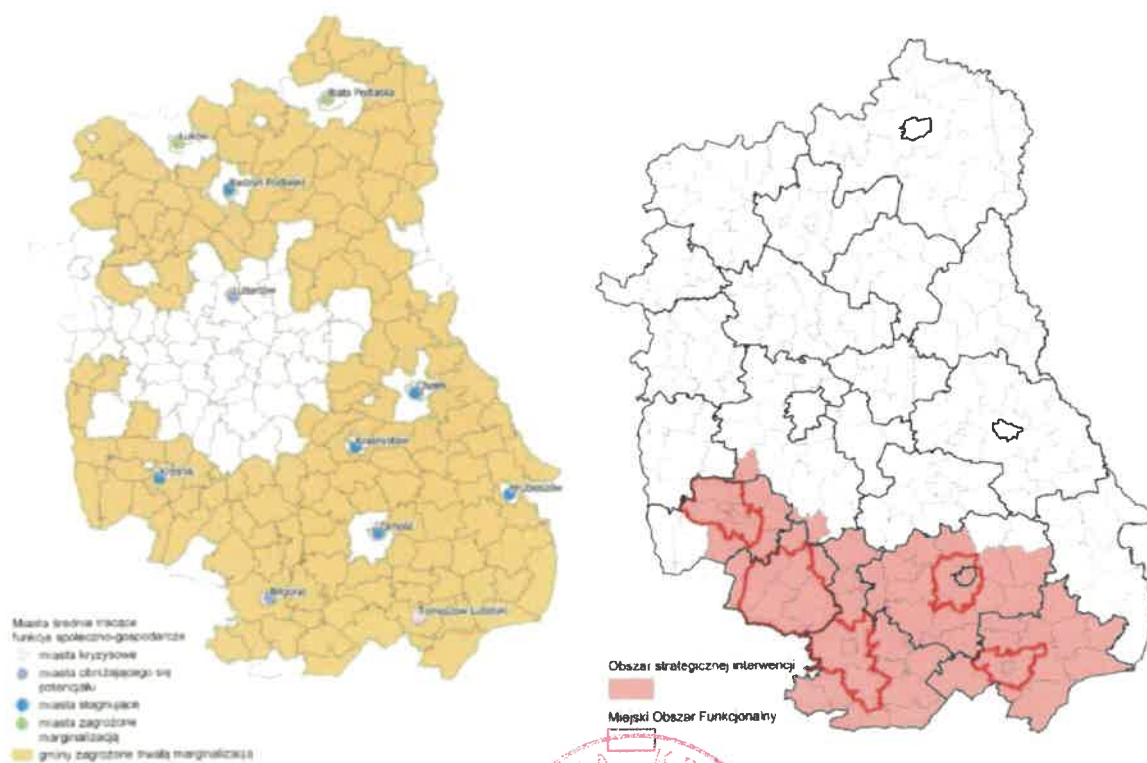 Biała Podlaska
Łuków
Radzyń Podlaski
Lubartów
Chełm
Krasnystaw
Kraśnik
Hrubieszów
Zamość
Biłgoraj
Tomaszów Lubelski
Miasta średnie tracące
funkcje społeczno-gospodarcze
miasta kryzysowe
miasta obniżającego się
potencjału
miasta stagnujące
miasta zagrożone
marginalizacją
gminy zagrożone trwałą marginalizacją
Obszar strategicznej interwencji
Miejski Obszar Funkcjonalny